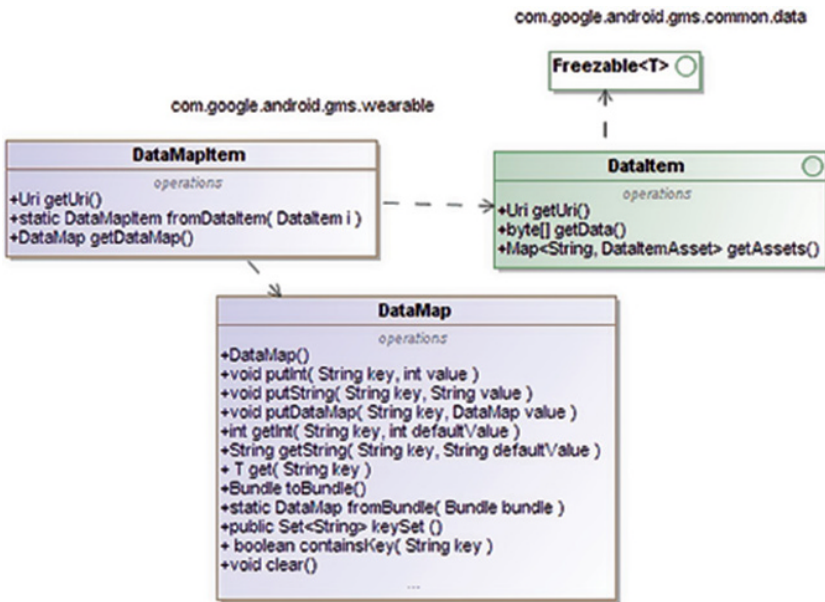 com.google.android.gms.common.data
Freezable<T>
com.google.android.gms.wearable
DataMapItem
operations
+Uri getUri()
+static DataMapItem fromDataItem( DataItem i )
+DataMap getDataMap()
DataItem
operations
+Uri getUri()
+byte[] getData()
+Map<String, DataItemAsset> getAssets()
DataMap
operations
+DataMap()
+void putInt( String key, int value )
+void putString( String key, String value )
+void putDataMap( String key, DataMap value )
+int getInt( String key, int defaultValue )
+String getString( String key, String defaultValue )
+ T get( String key )
+Bundle toBundle()
+static DataMap fromBundle( Bundle bundle )
+public Set<String> keySet ()
+ boolean containsKey( String key )
+void clear()
...